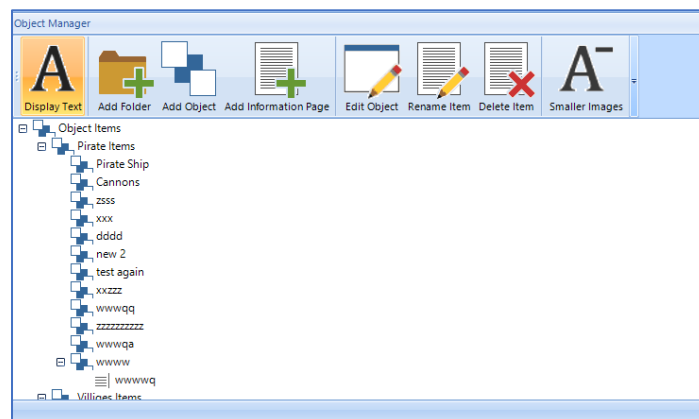 Object Manager
A A
Display Text Add Folder Add Object Add Information Page Edit Object Rename Item Delete Item Smaller Images
Object Items
Pirate Items
Pirate Ship
Cannons
zsss
xxx
dddd
new 2
test again
xxzzz
wwwqq
zzzzzzzzzz
wwwqa
wwww
wwwwq
Villiges Items